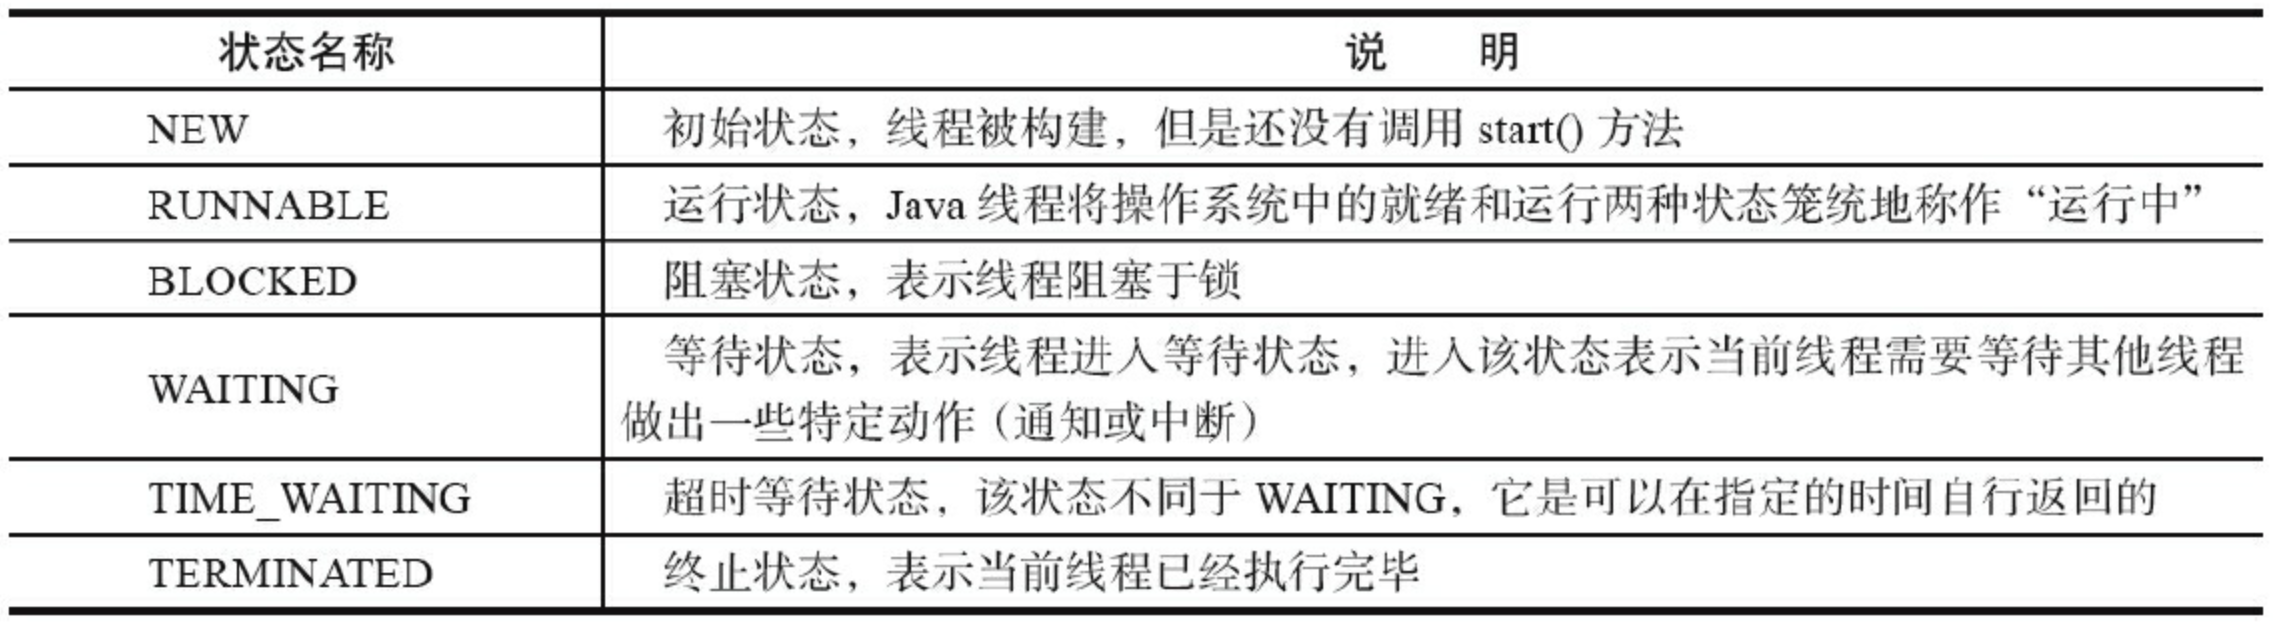 状态名称 说 明
NEW 初始状态，线程被构建，但是还没有调用 start() 方法
RUNNABLE 运行状态，Java 线程将操作系统中的就绪和运行两种状态笼统地称作“运行中”
BLOCKED 阻塞状态，表示线程阻塞于锁
WAITING 等待状态，表示线程进入等待状态，进入该状态表示当前线程需要等待其他线程
做出一些特定动作（通知或中断）
TIME_WAITING 超时等待状态，该状态不同于 WAITING，它是可以在指定的时间自行返回的
TERMINATED 终止状态，表示当前线程已经执行完毕